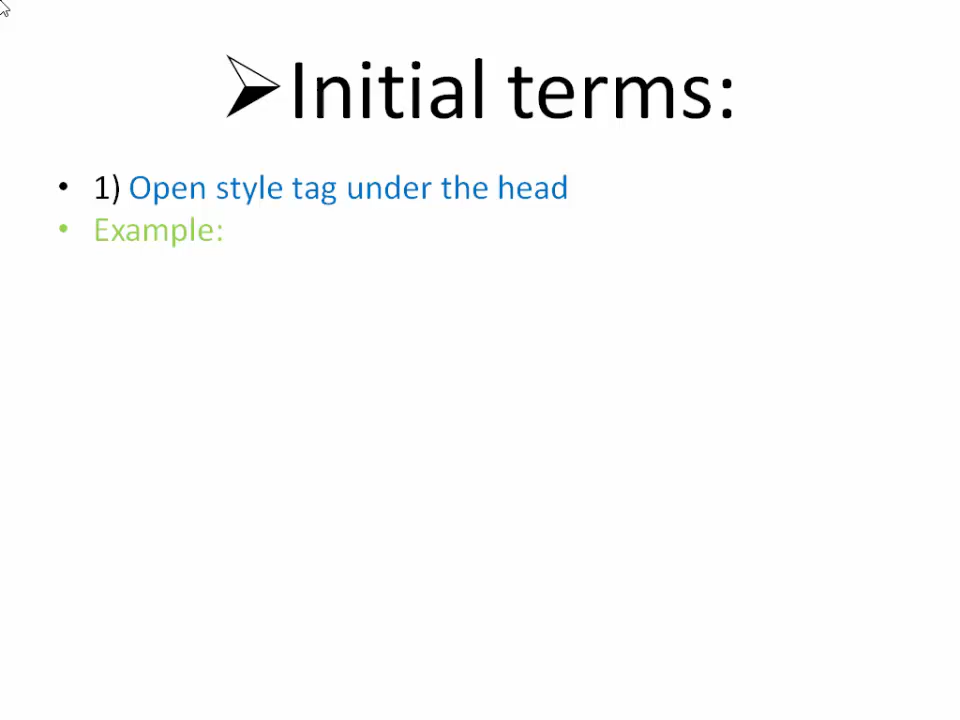 ➢Initial terms:
• 1) Open style tag under the head
• Example: